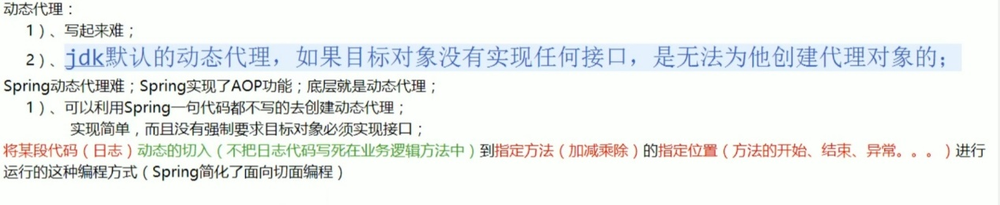 动态代理：
1）、写起来难；
2）、jdk默认的动态代理，如果目标对象没有实现任何接口，是无法为他创建代理对象的；
Spring动态代理难；Spring实现了AOP功能；底层就是动态代理；
1）、可以利用Spring一句代码都不写的去创建动态代理；
实现简单，而且没有强制要求目标对象必须实现接口；
将某段代码（日志）动态的切入（不把日志代码写死在业务逻辑方法中）到指定方法（加减乘除）的指定位置（方法的开始、结束、异常。。。）进行
运行的这种编程方式（Spring简化了面向切面编程）